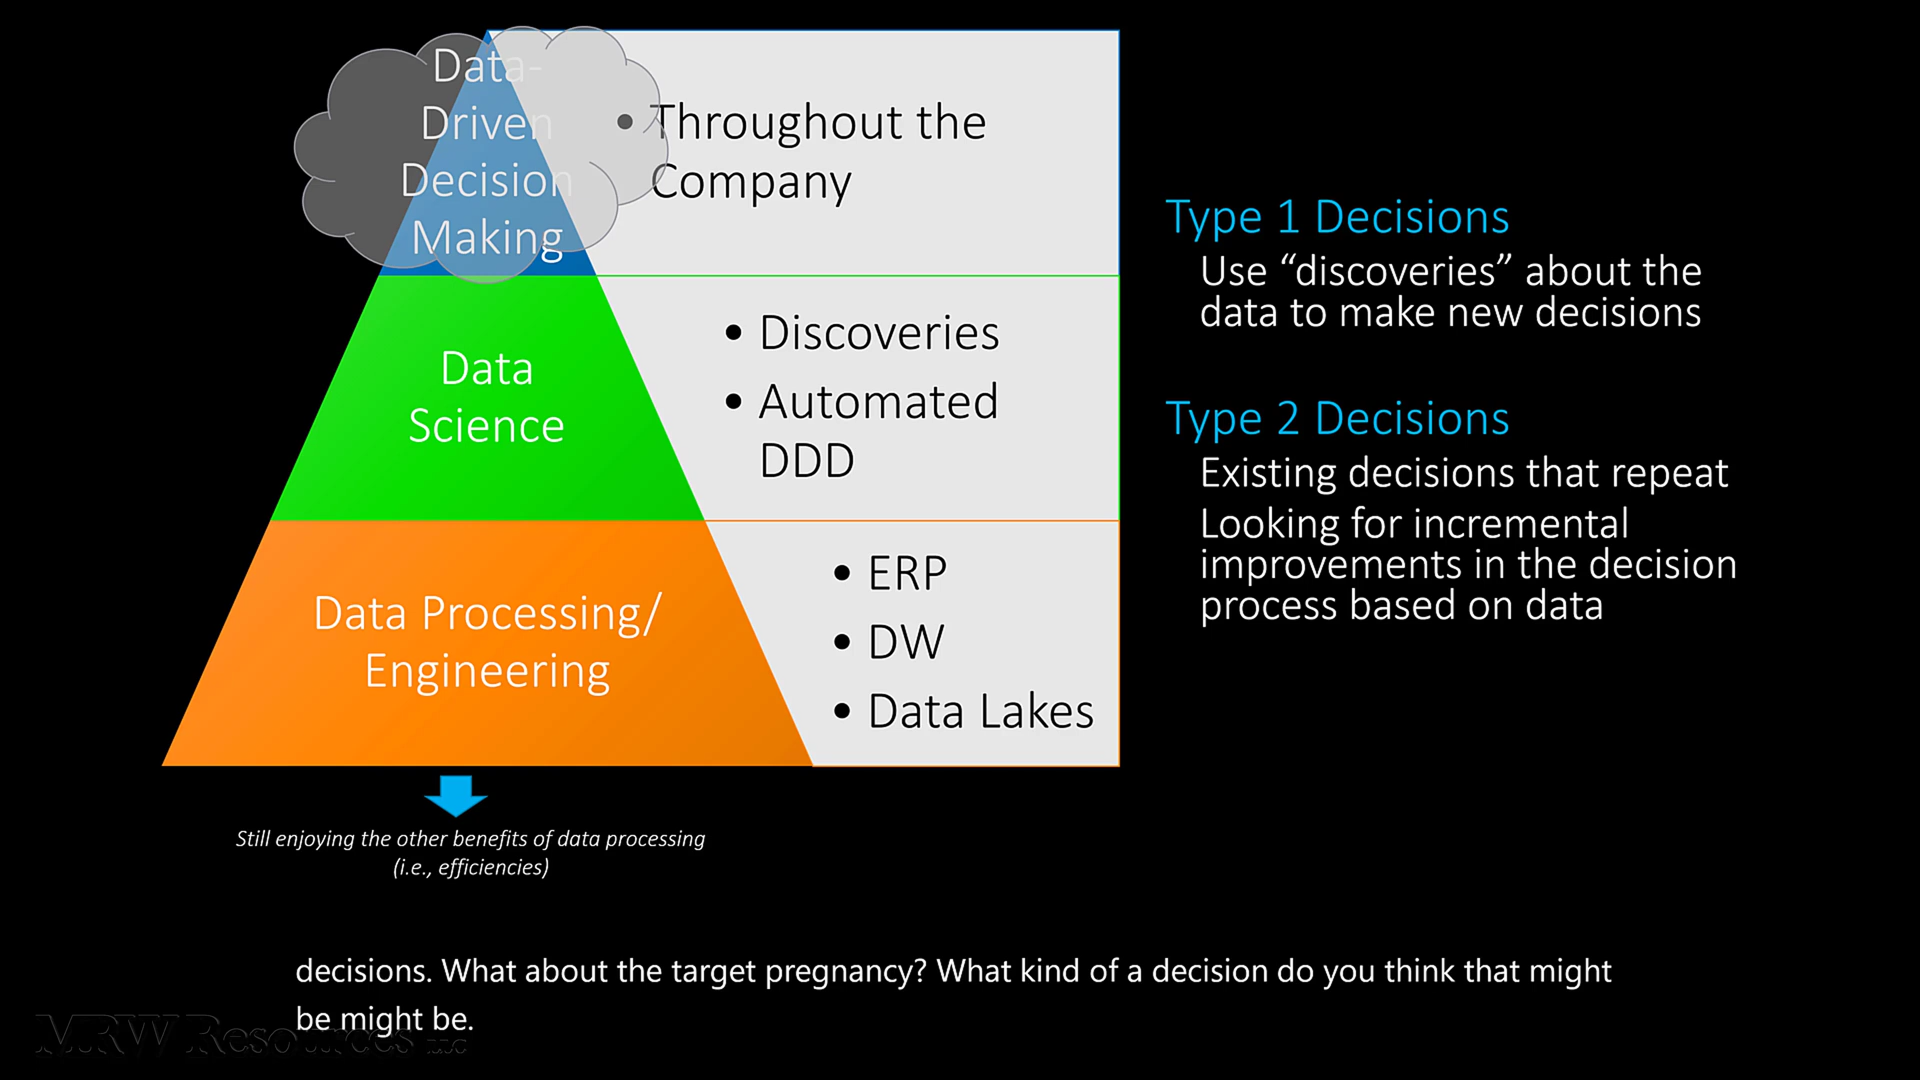 Data-
Driven
Decision
Making
• Throughout the
Company
Data
Science
• Discoveries
• Automated
DDD
Data Processing/
Engineering
• ERP
• DW
• Data Lakes
Still enjoying the other benefits of data processing
(i.e., efficiencies)
Type 1 Decisions
Use “discoveries” about the
data to make new decisions
Type 2 Decisions
Existing decisions that repeat
Looking for incremental
improvements in the decision
process based on data
decisions. What about the target pregnancy? What kind of a decision do you think that might
be might be.
MRW Resources LLC